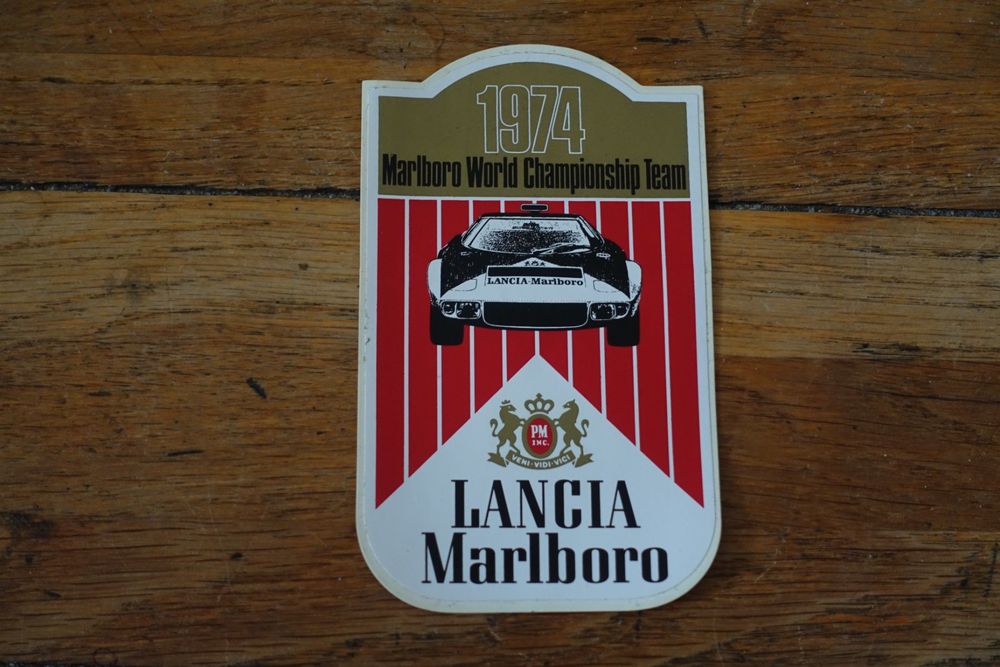 1974
Marlboro World Championship Team
LANCIA-Marlboro
PM
INC.
VENI·VIDI·VICI
LANCIA
Marlboro